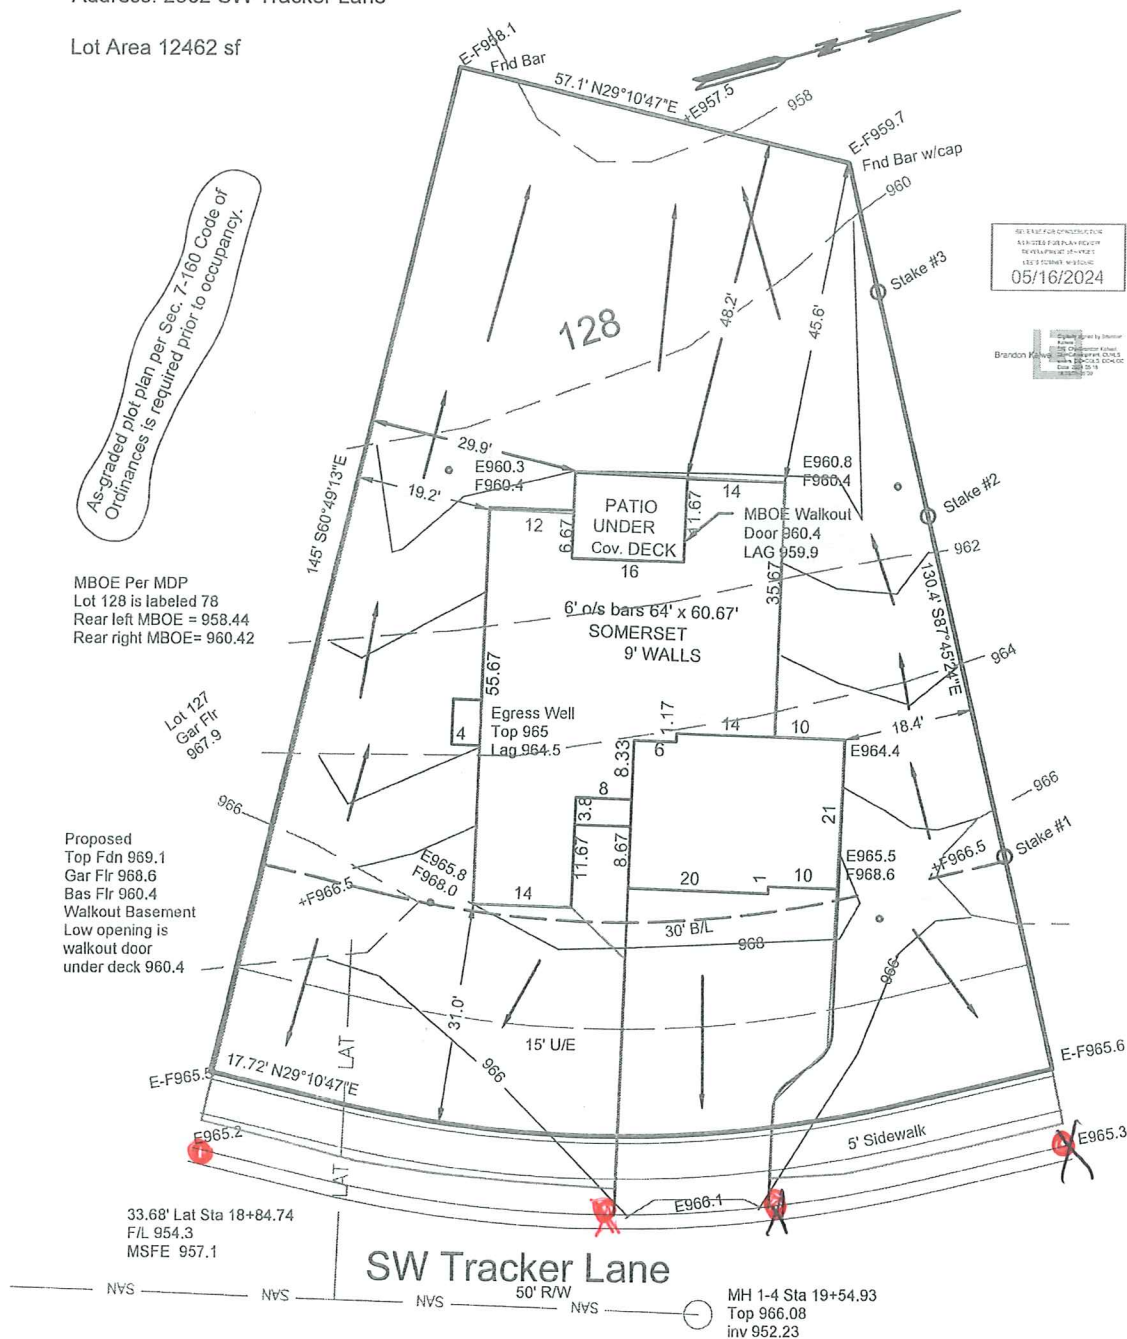 Lot Area 12462 sf
E-F958.1
Fnd Bar
57.1' N29°10'47"E
+E957.5
958
E-F959.7
Fnd Bar w/cap
960
As-graded plot plan per Sec. 7-160 Code of
Ordinances is required prior to occupancy.
05/16/2024
Stake #3
128
48.2'
45.6'
145' S60°49'13"E
29.9'
19.2'
E960.3
F960.4
E960.8
F960.4
14
12
6.67
PATIO
UNDER
Cov. DECK
16
MBOE Walkout
Door 960.4
LAG 959.9
35.67
Stake #2
962
130.4' S87°45'24"E
MBOE Per MDP
Lot 128 is labeled 78
Rear left MBOE = 958.44
Rear right MBOE= 960.42
6' o/s bars 64' x 60.67'
SOMERSET
9' WALLS
55.67
964
Lot 127
Gar Flr
967.9
Egress Well
Top 965
Lag 964.5
4
1.17
14
10
6
8.33
18.4'
E964.4
8
3.8
11.67
8.67
21
966
966
Stake #1
Proposed
Top Fdn 969.1
Gar Flr 968.6
Bas Flr 960.4
Walkout Basement
Low opening is
walkout door
under deck 960.4
+F966.5
E965.8
F968.0
14
20
1
10
E965.5
F968.6
+F966.5
30' B/L
968
966
31.0'
15' U/E
966
LAT
E-F965.5
17.72' N29°10'47"E
E-F965.6
E965.2
5' Sidewalk
E965.3
LAT
E966.1
33.68' Lat Sta 18+84.74
F/L 954.3
MSFE 957.1
SW Tracker Lane
50' R/W
SAN
SAN
SAN
SAN
MH 1-4 Sta 19+54.93
Top 966.08
inv 952.23